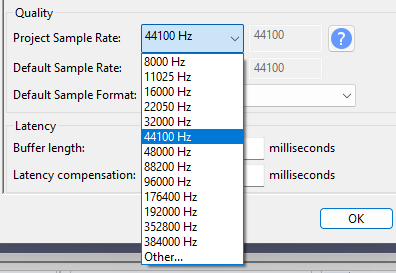 Quality
Project Sample Rate: 44100 Hz 44100 ?
Default Sample Rate: 44100
Default Sample Format:
8000 Hz
11025 Hz
16000 Hz
22050 Hz
32000 Hz
44100 Hz
48000 Hz
88200 Hz
96000 Hz
176400 Hz
192000 Hz
352800 Hz
384000 Hz
Other...
Latency
Buffer length: milliseconds
Latency compensation: milliseconds
OK